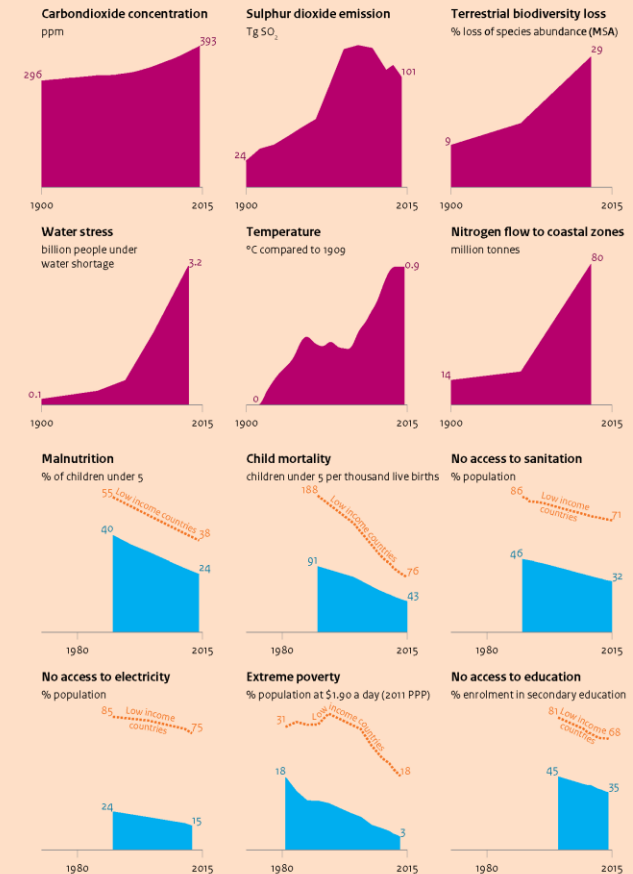 Carbondioxide concentration
ppm
296
393
1900
2015
Sulphur dioxide emission
Tg SO2
24
101
1900
2015
Terrestrial biodiversity loss
% loss of species abundance (MSA)
9
29
1900
2015
Water stress
billion people under
water shortage
0.1
3.2
1900
2015
Temperature
°C compared to 1909
0
0.9
1900
2015
Nitrogen flow to coastal zones
million tonnes
14
80
1900
2015
Malnutrition
% of children under 5
55
Low income countries
38
40
24
1980
2015
Child mortality
children under 5 per thousand live births
188
Low income countries
76
91
43
1980
2015
No access to sanitation
% population
86
Low income
countries
71
46
32
1980
2015
No access to electricity
% population
85
Low income
countries
75
24
15
1980
2015
Extreme poverty
% population at $1,90 a day (2011 PPP)
31
Low income countries
18
18
3
1980
2015
No access to education
% enrolment in secondary education
81
Low income
countries
68
45
35
1980
2015